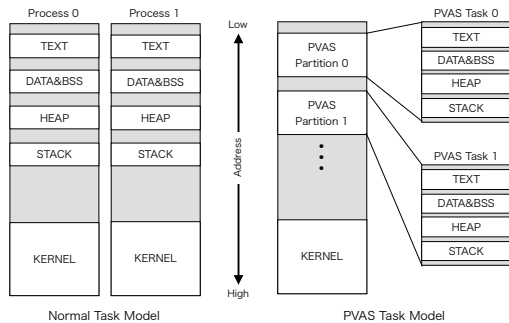 Process 0
Process 1
TEXT
DATA&BSS
HEAP
STACK
KERNEL
TEXT
DATA&BSS
HEAP
STACK
KERNEL
Normal Task Model
Low
Address
High
PVAS
Partition 0
PVAS
Partition 1
KERNEL
PVAS Task Model
PVAS Task 0
TEXT
DATA&BSS
HEAP
STACK
PVAS Task 1
TEXT
DATA&BSS
HEAP
STACK